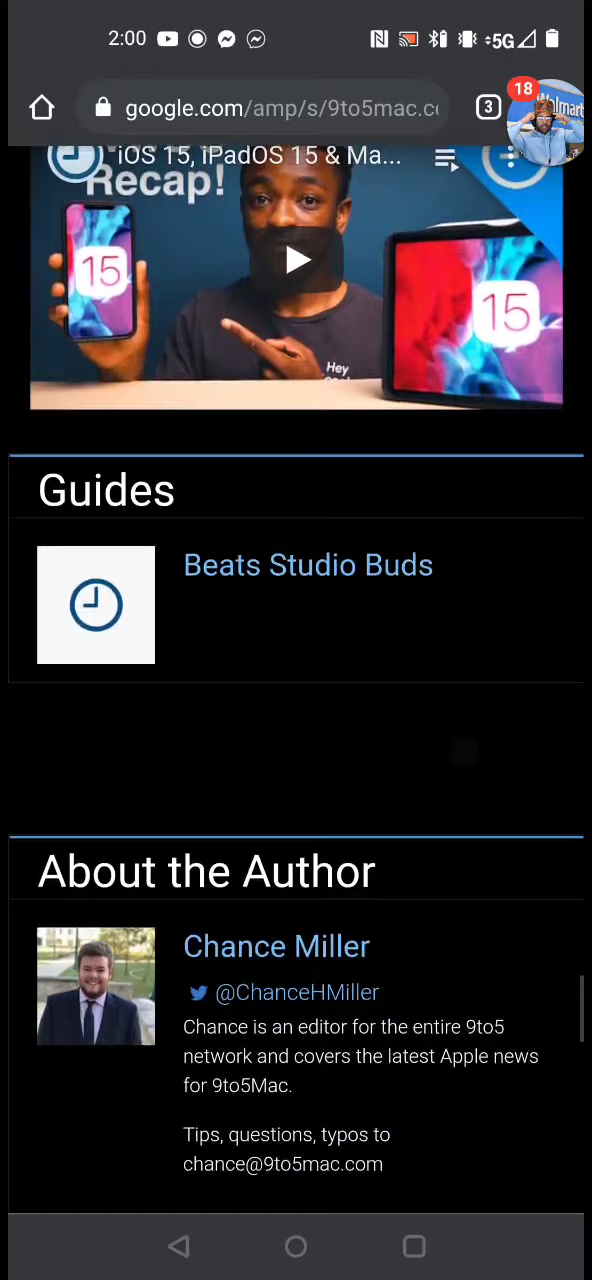 2:00
5G
google.com/amp/s/9to5mac.c
3
18
Walmart
iOS 15, iPadOS 15 & Ma...
Recap!
15
15
Hey
Guides
Beats Studio Buds
About the Author
Chance Miller
@ChanceHMiller
Chance is an editor for the entire 9to5
network and covers the latest Apple news
for 9to5Mac.
Tips, questions, typos to
chance@9to5mac.com